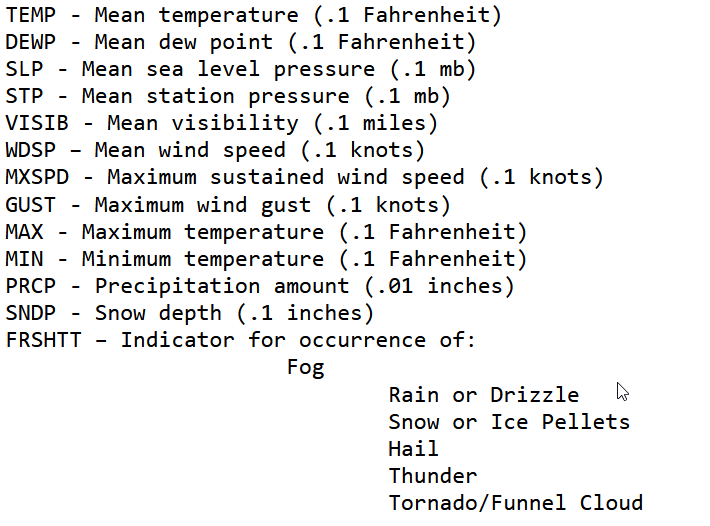 TEMP - Mean temperature (.1 Fahrenheit)
DEWP - Mean dew point (.1 Fahrenheit)
SLP - Mean sea level pressure (.1 mb)
STP - Mean station pressure (.1 mb)
VISIB - Mean visibility (.1 miles)
WDSP – Mean wind speed (.1 knots)
MXSPD - Maximum sustained wind speed (.1 knots)
GUST - Maximum wind gust (.1 knots)
MAX - Maximum temperature (.1 Fahrenheit)
MIN - Minimum temperature (.1 Fahrenheit)
PRCP - Precipitation amount (.01 inches)
SNDP - Snow depth (.1 inches)
FRSHTT – Indicator for occurrence of:
Fog
Rain or Drizzle
Snow or Ice Pellets
Hail
Thunder
Tornado/Funnel Cloud